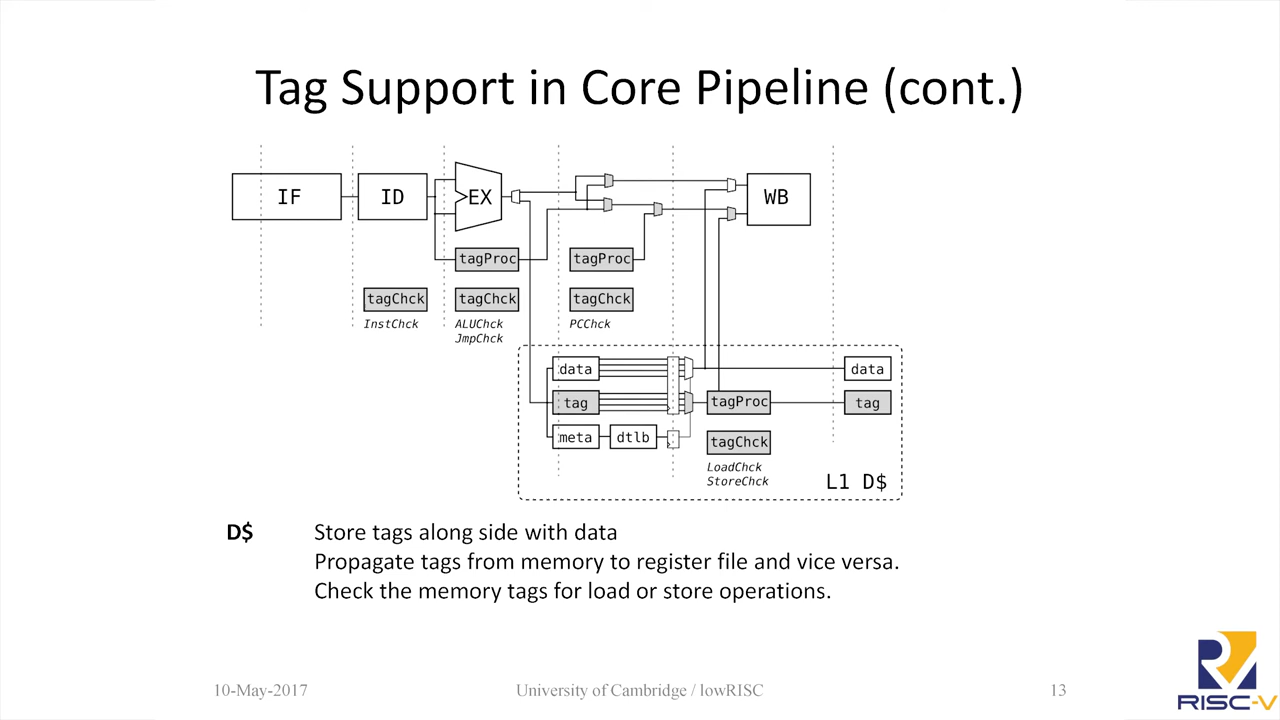 Tag Support in Core Pipeline (cont.)
IF
ID
EX
WB
tagProc
tagProc
tagChck
tagChck
tagChck
InstChck
ALUChck
JmpChck
PCChck
data
data
tag
tagProc
tag
meta
dtlb
tagChck
LoadChck
StoreChck
L1 D$
D$ Store tags along side with data
Propagate tags from memory to register file and vice versa.
Check the memory tags for load or store operations.
10-May-2017
University of Cambridge / lowRISC
13
RISC-V